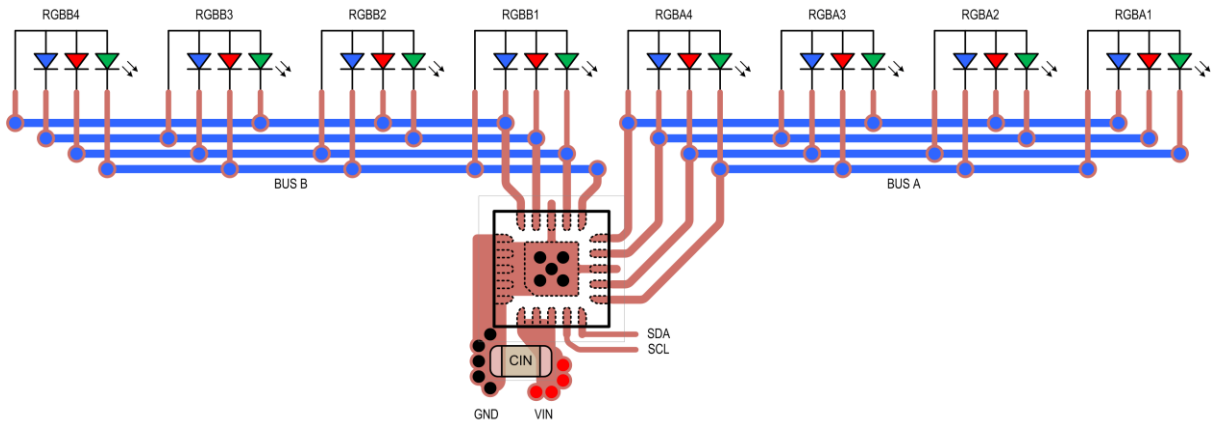 RGBB4 RGBB3 RGBB2 RGBB1 RGBA4 RGBA3 RGBA2 RGBA1
BUS B BUS A
SDA
SCL
CIN
GND VIN